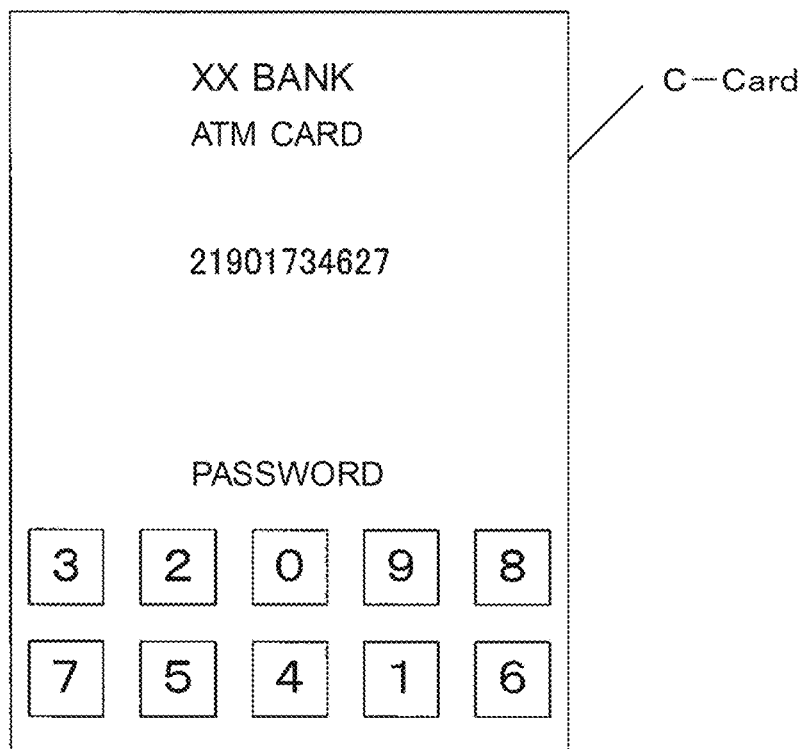 XX BANK
C-Card
ATM CARD
21901734627
PASSWORD
3 2 0 9 8
7 5 4 1 6